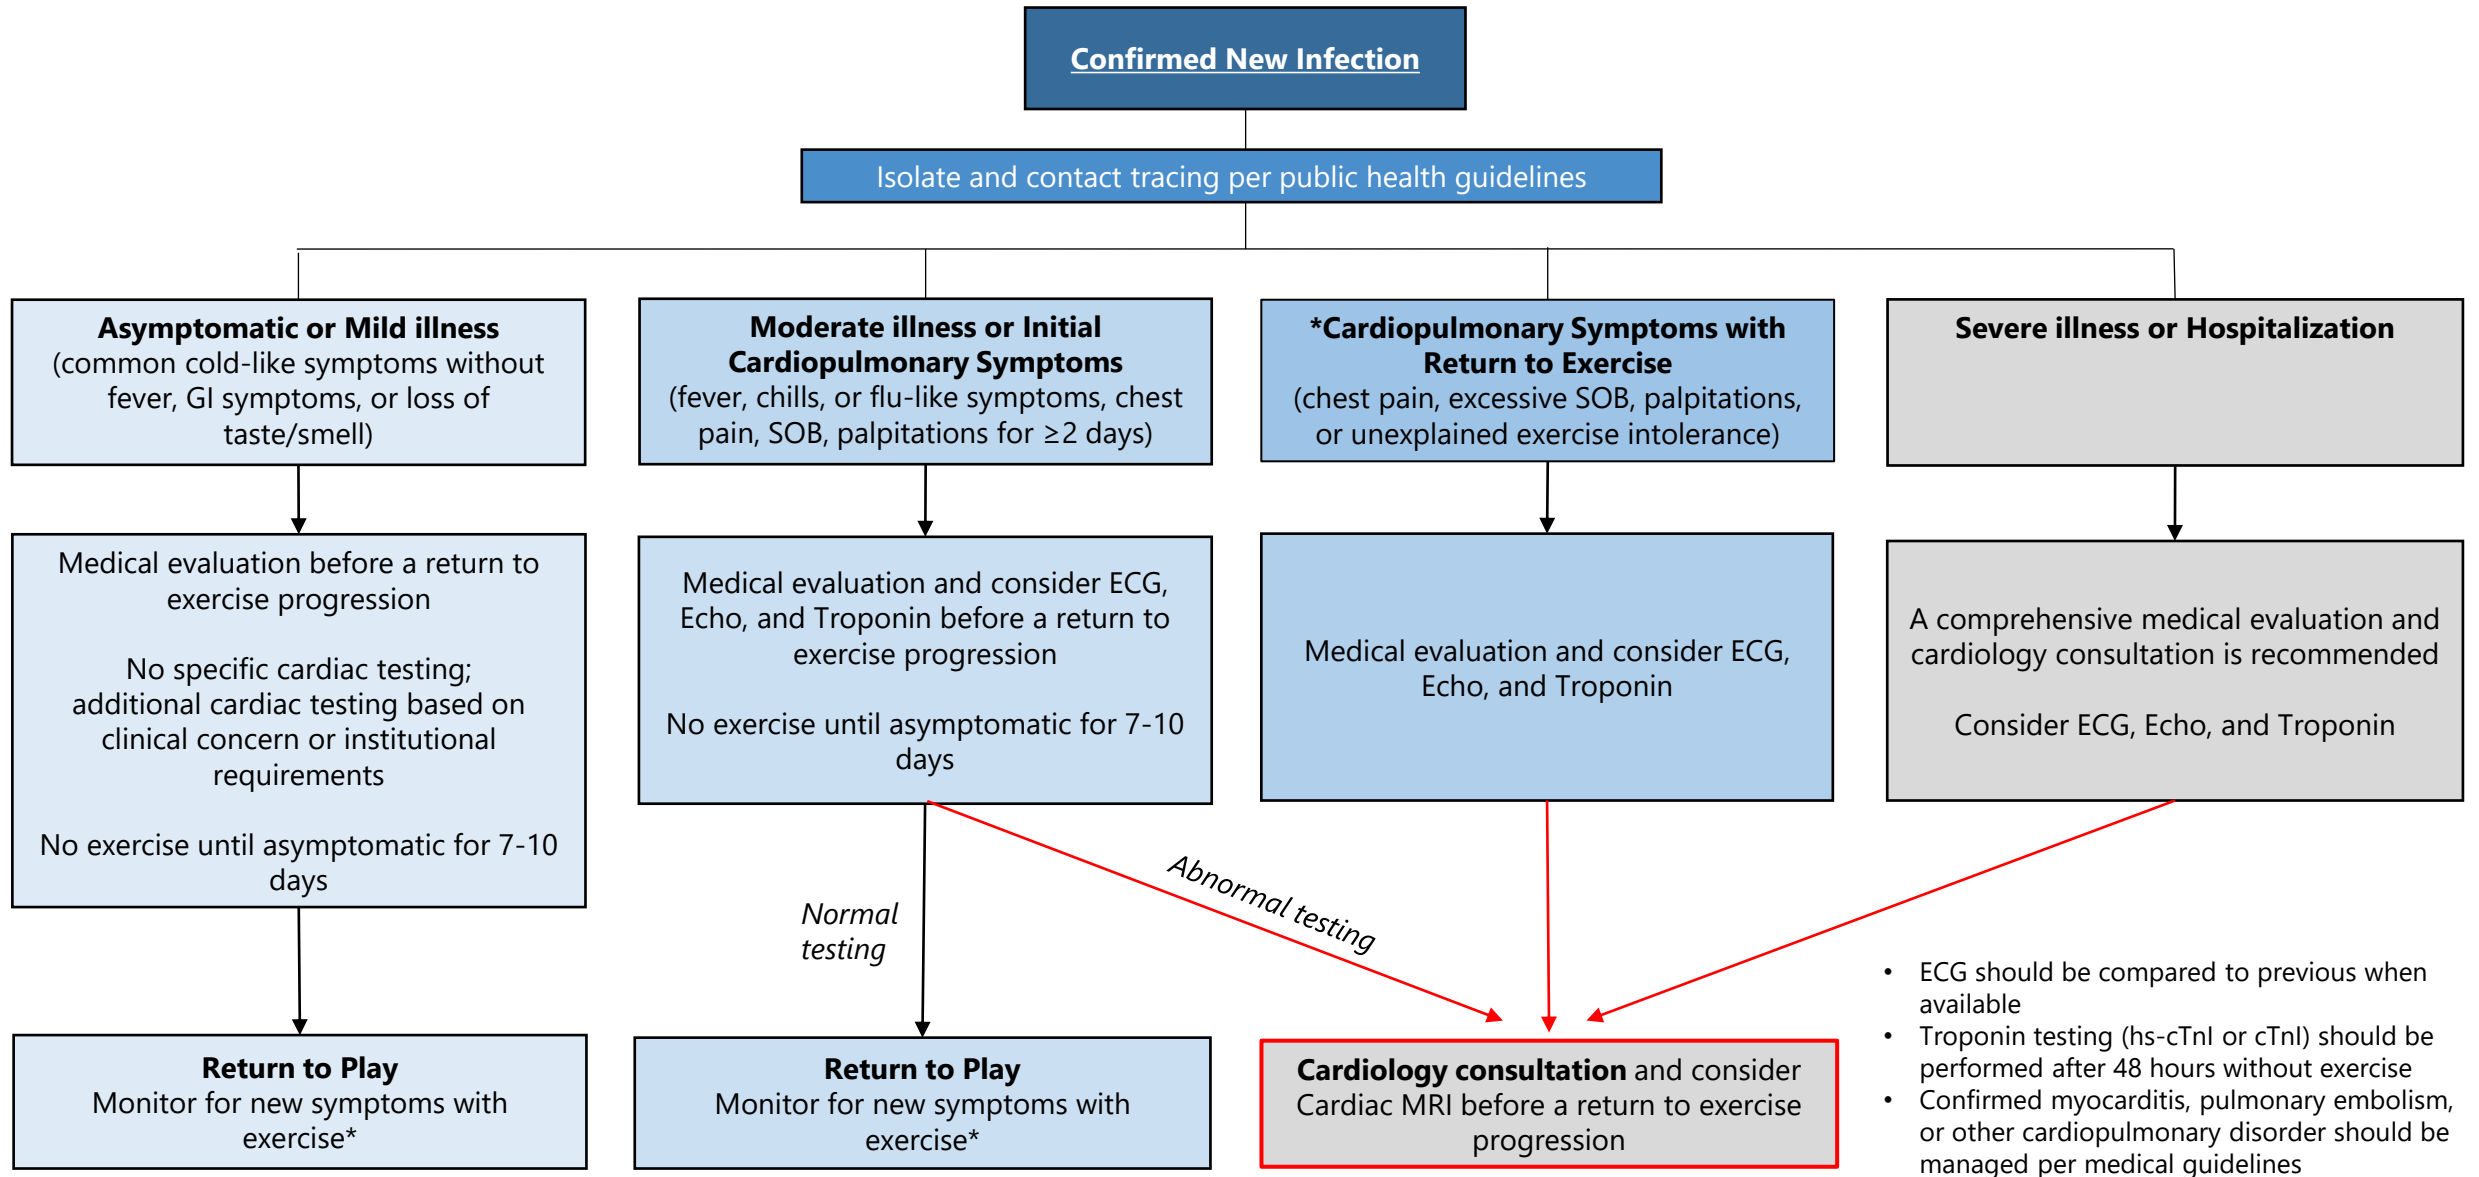 Confirmed New Infection
Isolate and contact tracing per public health guidelines
Asymptomatic or Mild illness
(common cold-like symptoms without
fever, GI symptoms, or loss of
taste/smell)
Moderate illness or Initial
Cardiopulmonary Symptoms
(fever, chills, or flu-like symptoms, chest
pain, SOB, palpitations for ≥2 days)
*Cardiopulmonary Symptoms with
Return to Exercise
(chest pain, excessive SOB, palpitations,
or unexplained exercise intolerance)
Severe illness or Hospitalization
Medical evaluation before a return to
exercise progression
No specific cardiac testing;
additional cardiac testing based on
clinical concern or institutional
requirements
No exercise until asymptomatic for 7-10
days
Medical evaluation and consider ECG,
Echo, and Troponin before a return to
exercise progression
No exercise until asymptomatic for 7-10
days
Medical evaluation and consider ECG,
Echo, and Troponin
A comprehensive medical evaluation and
cardiology consultation is recommended
Consider ECG, Echo, and Troponin
Normal
testing
Abnormal testing
Return to Play
Monitor for new symptoms with
exercise*
Return to Play
Monitor for new symptoms with
exercise*
Cardiology consultation and consider
Cardiac MRI before a return to exercise
progression
• ECG should be compared to previous when
available
• Troponin testing (hs-cTnI or cTnI) should be
performed after 48 hours without exercise
• Confirmed myocarditis, pulmonary embolism,
or other cardiopulmonary disorder should be
managed per medical guidelines